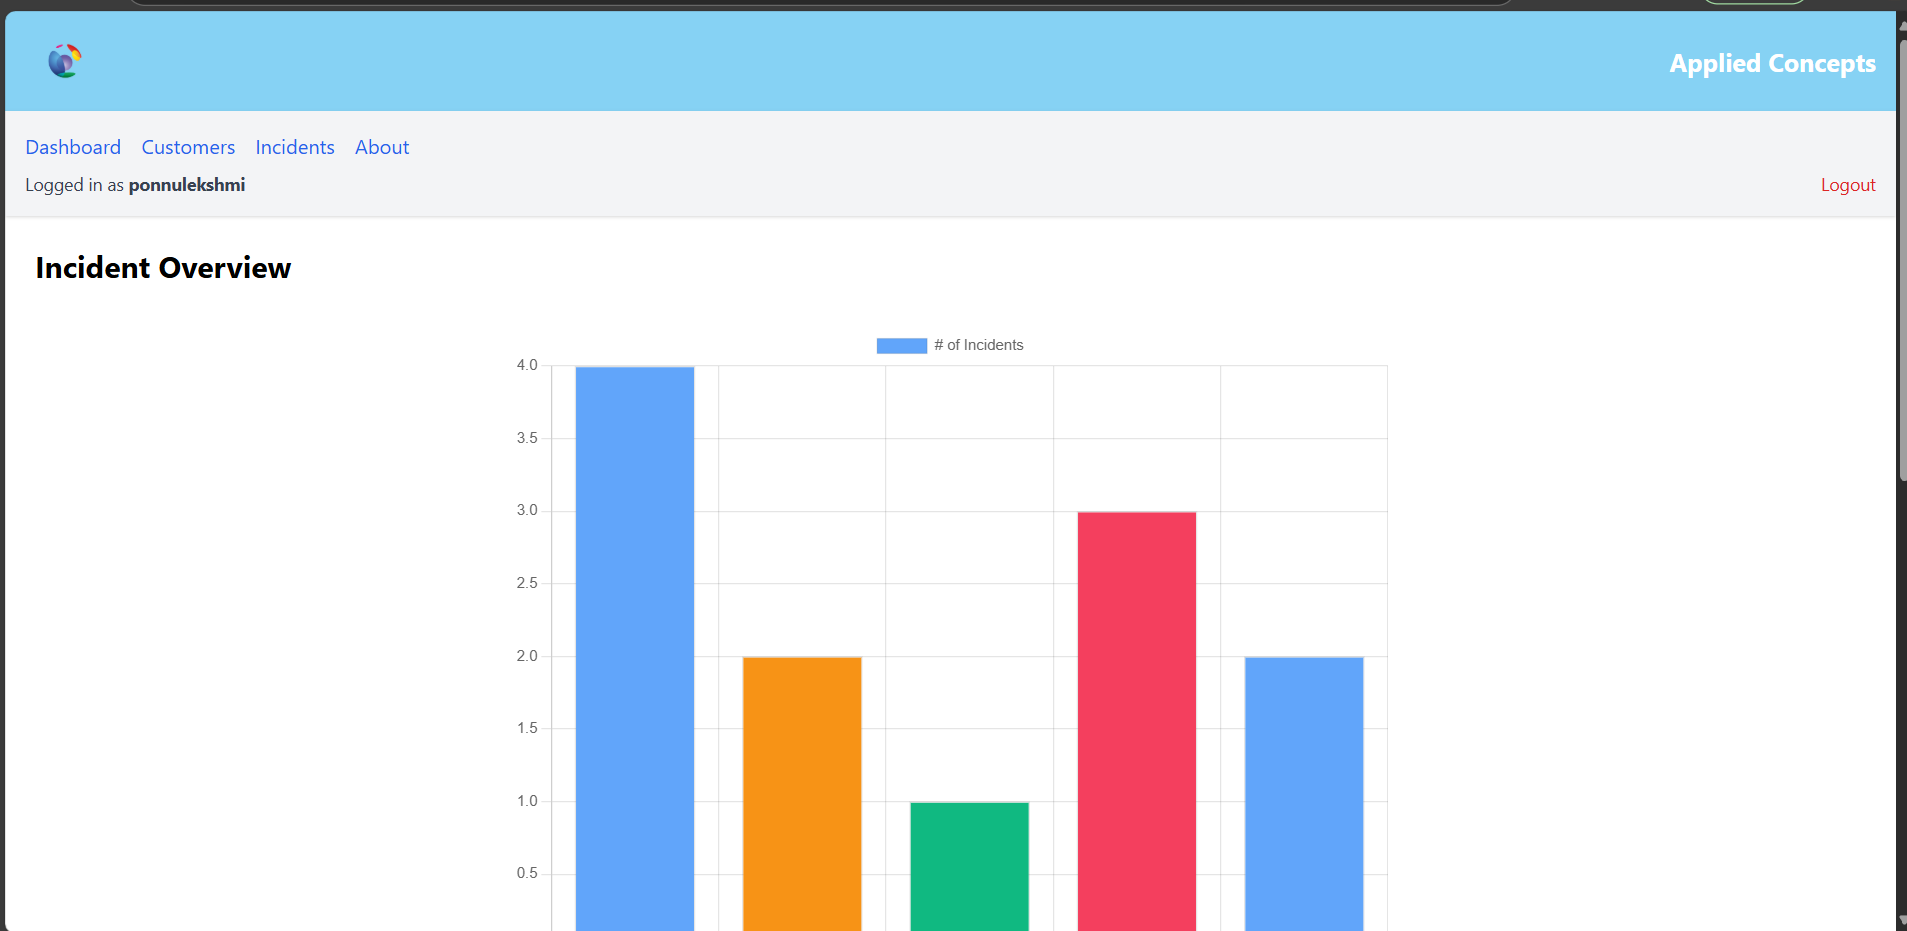 Applied Concepts
Dashboard Customers Incidents About
Logged in as ponnulekshmi
Logout
Incident Overview
# of Incidents
4.0
3.5
3.0
2.5
2.0
1.5
1.0
0.5